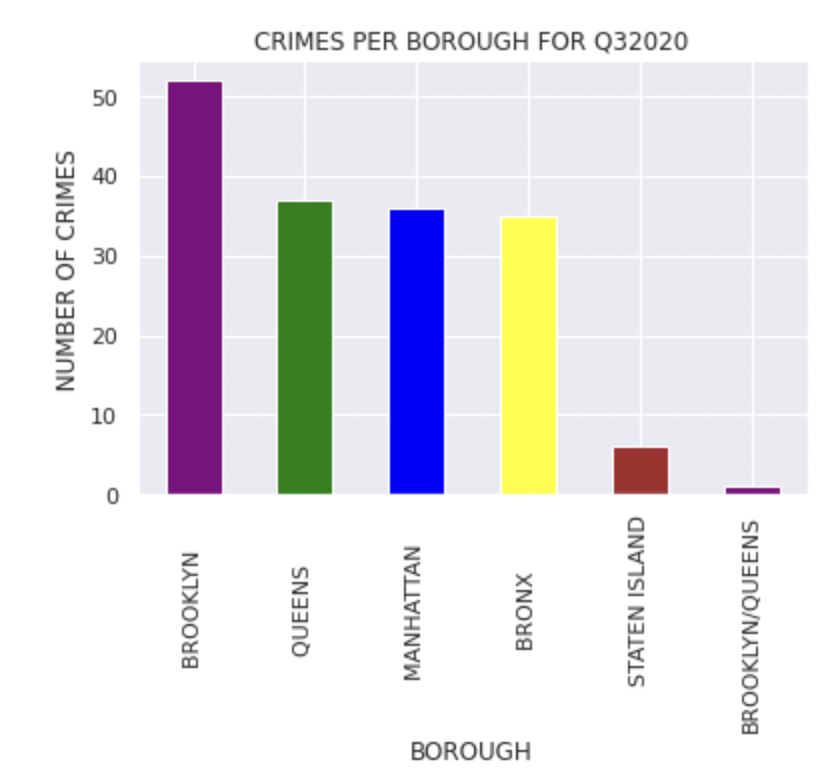 CRIMES PER BOROUGH FOR Q32020
NUMBER OF CRIMES
50
40
30
20
10
0
BROOKLYN
QUEENS
MANHATTAN
BRONX
STATEN ISLAND
BROOKLYN/QUEENS
BOROUGH